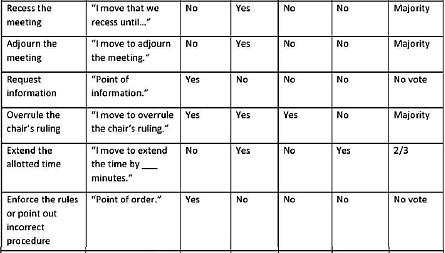 Recess the meeting "I move that we recess until…" No Yes No No Majority
Adjourn the meeting "I move to adjourn the meeting." No Yes No No Majority
Request information "Point of information." Yes No No No No vote
Overrule the chair's ruling "I move to overrule the chair's ruling." Yes Yes Yes No Majority
Extend the allotted time "I move to extend the time by ___ minutes." No Yes No Yes 2/3
Enforce the rules or point out incorrect procedure "Point of order." Yes No No No No vote